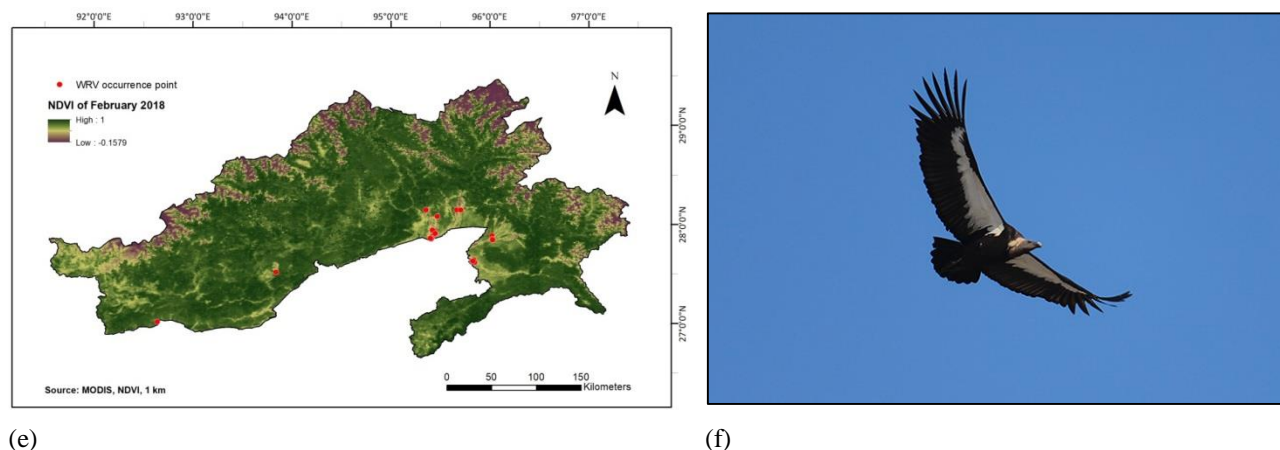 92°0'0"E 93°0'0"E 94°0'0"E 95°0'0"E 96°0'0"E 97°0'0"E
WRV occurrence point
NDVI of February 2018
High : 1
Low : -0.1579
N
29°0'0"N
28°0'0"N
27°0'0"N
0 50 100 150
Kilometers
Source: MODIS, NDVI, 1 km
(e) (f)